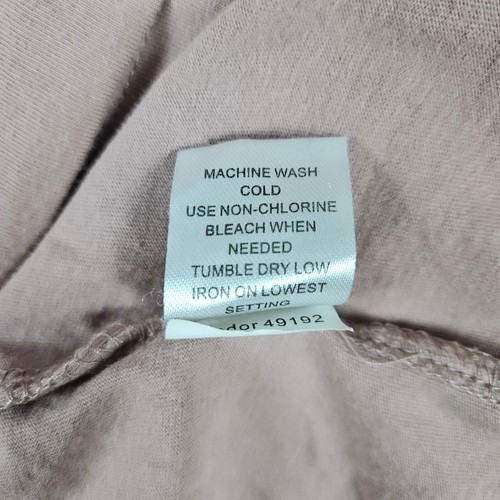 MACHINE WASH
COLD
USE NON-CHLORINE
BLEACH WHEN
NEEDED
TUMBLE DRY LOW
IRON ON LOWEST
SETTING
49192